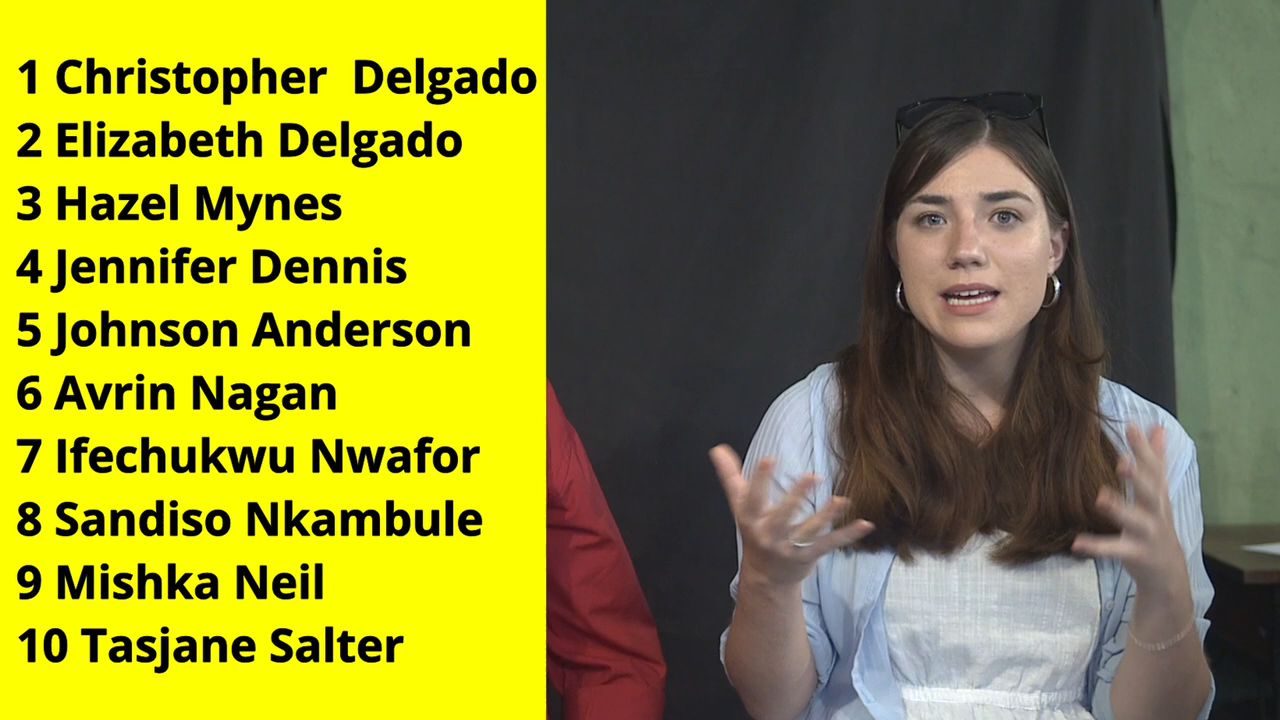 1 Christopher  Delgado
2 Elizabeth Delgado
3 Hazel Mynes
4 Jennifer Dennis
5 Johnson Anderson
6 Avrin Nagan
7 Ifechukwu Nwafor
8 Sandiso Nkambule
9 Mishka Neil
10 Tasjane Salter